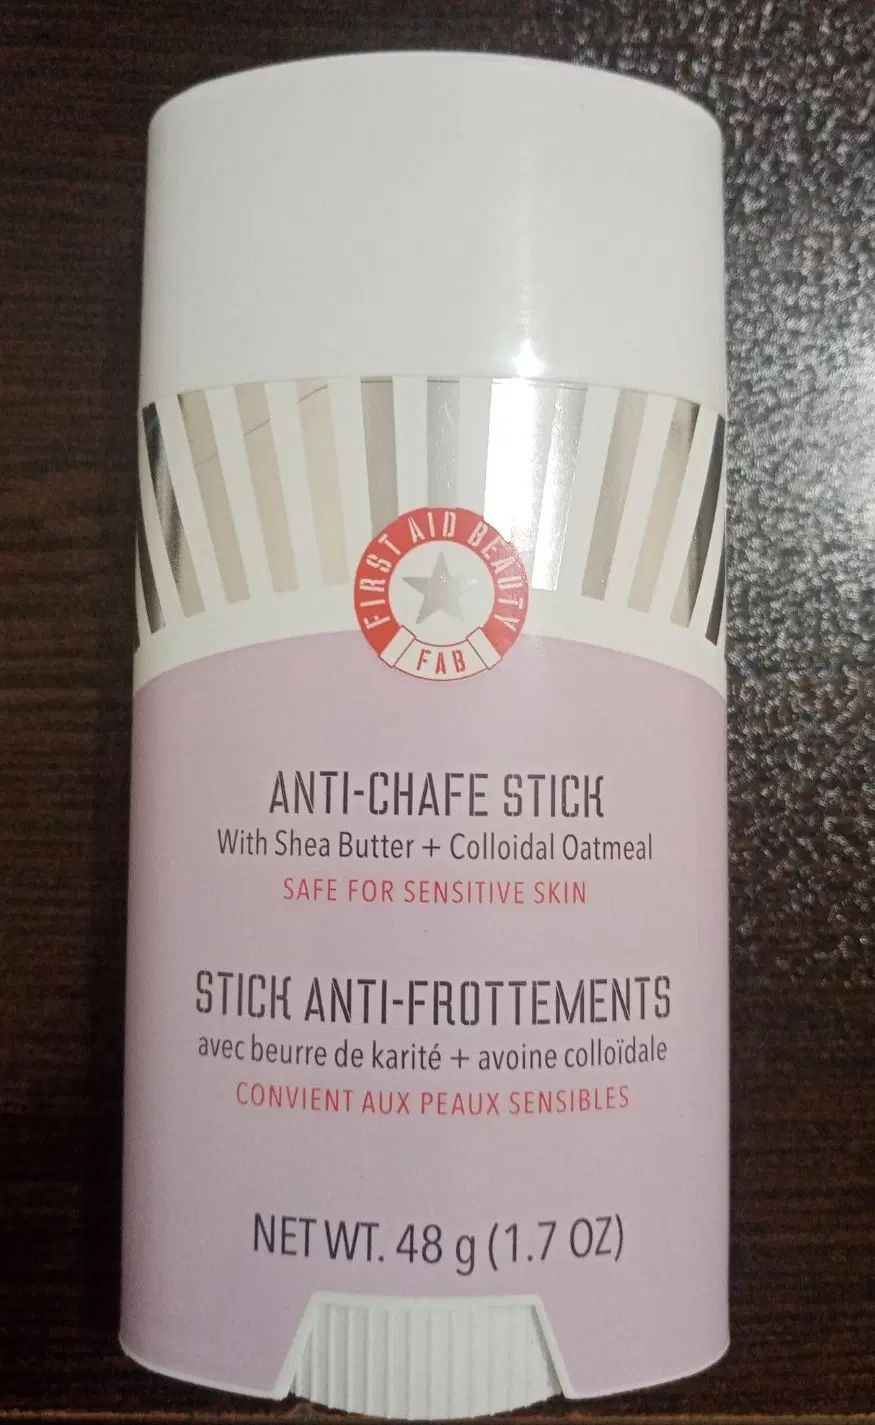 FIRST AID BEAUTY
FAB
ANTI-CHAFE STICK
With Shea Butter + Colloidal Oatmeal
SAFE FOR SENSITIVE SKIN
STICK ANTI-FROTTEMENTS
avec beurre de karité + avoine colloïdale
CONVIENT AUX PEAUX SENSIBLES
NET WT. 48 g (1.7 OZ)